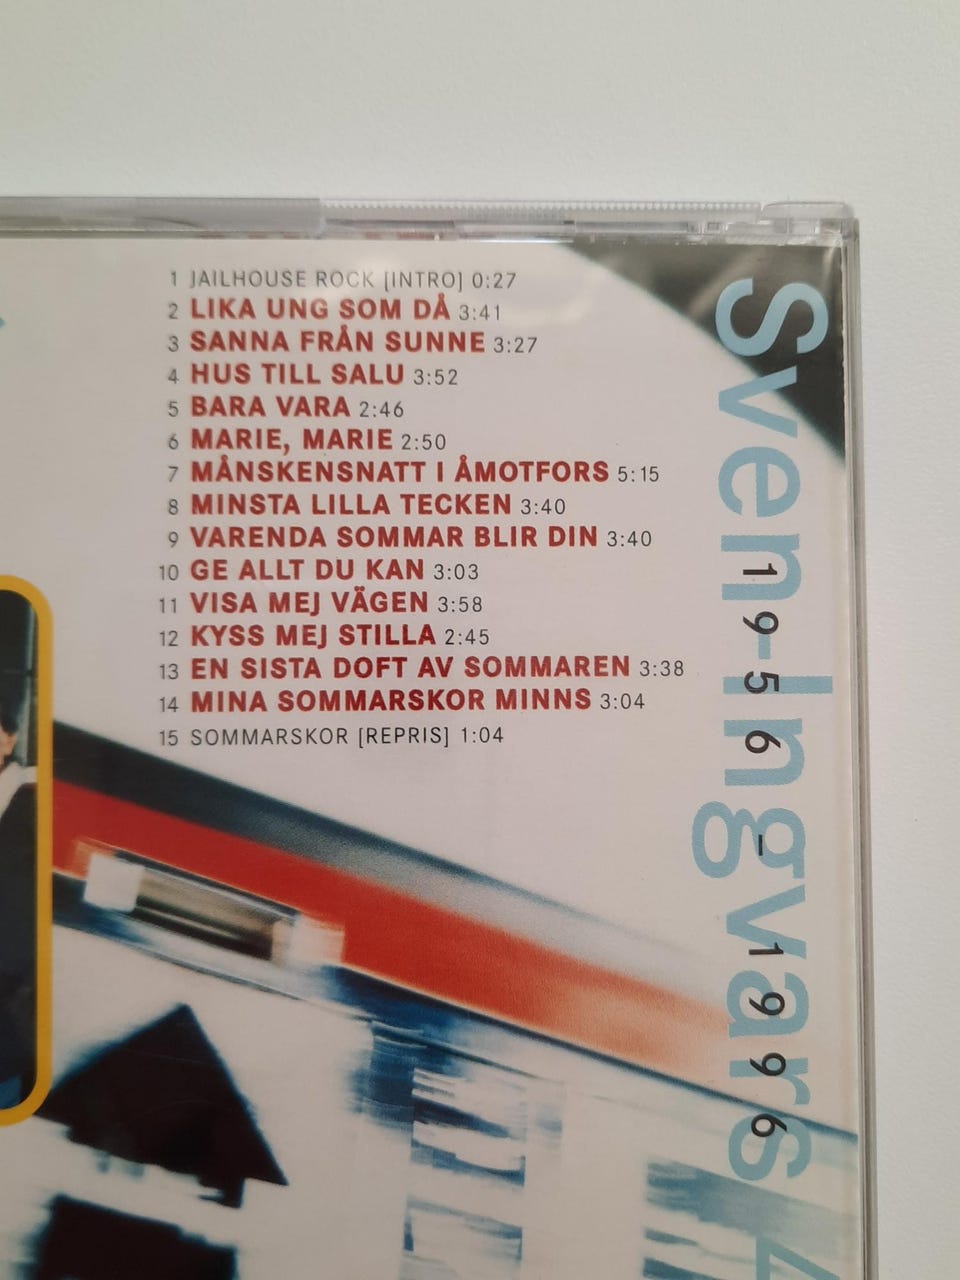 1 JAILHOUSE ROCK [INTRO] 0:27
2 LIKA UNG SOM DÅ 3:41
3 SANNA FRÅN SUNNE 3:27
4 HUS TILL SALU 3:52
5 BARA VARA 2:46
6 MARIE, MARIE 2:50
7 MÅNSKENSNATT I ÅMOTFORS 5:15
8 MINSTA LILLA TECKEN 3:40
9 VARENDA SOMMAR BLIR DIN 3:40
10 GE ALLT DU KAN 3:03
11 VISA MEJ VÄGEN 3:58
12 KYSS MEJ STILLA 2:45
13 EN SISTA DOFT AV SOMMAREN 3:38
14 MINA SOMMARSKOR MINNS 3:04
15 SOMMARSKOR [REPRIS] 1:04
Sven-Ingvars
1956-1996